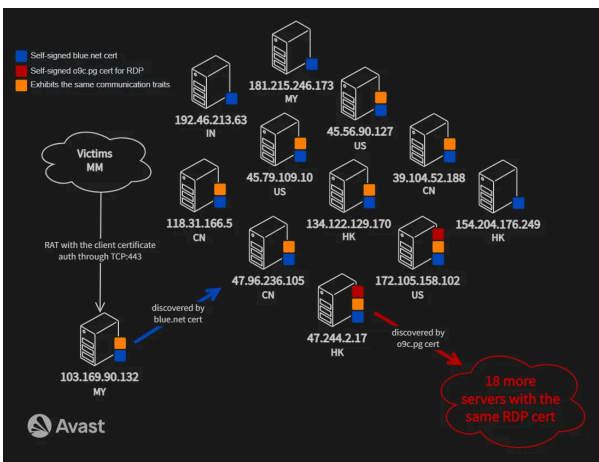 Self-signed blue.net cert
Self-signed o9c.pg cert for RDP
Exhibits the same communication traits
181.215.246.173
MY
192.46.213.63
IN
45.56.90.127
US
Victims
MM
45.79.109.10
US
39.104.52.188
CN
118.31.166.5
CN
134.122.129.170
HK
154.204.176.249
HK
RAT with the client certificate
auth through TCP:443
47.96.236.105
CN
172.105.158.102
US
discovered by
blue.net cert
47.244.2.17
HK
discovered by
o9c.pg cert
103.169.90.132
MY
18 more
servers with the
same RDP cert
Avast